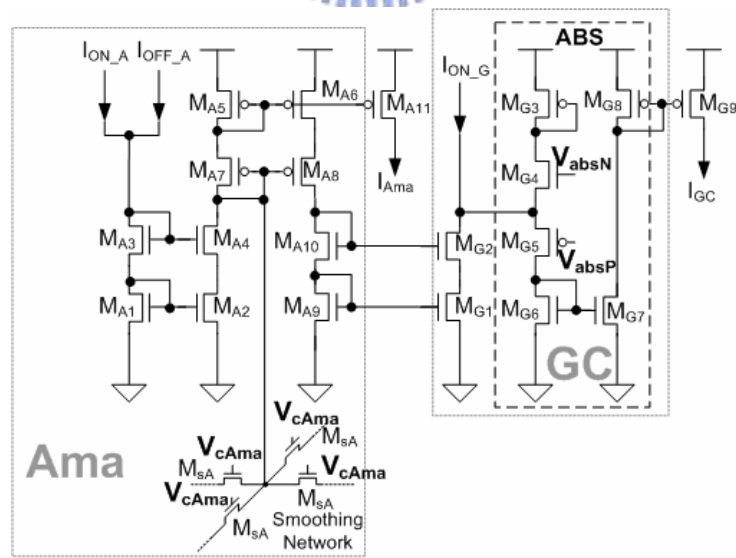 ABS
I_ON_A I_OFF_A I_ON_G
M_A5 M_A6 M_A11 M_G3 M_G8 M_G9
M_A7 M_A8 I_Ama M_G4 V_absN I_GC
M_A3 M_A4 M_A10 M_G2 M_G5 V_absP
M_A1 M_A2 M_A9 M_G1 M_G6 M_G7
GC
Ama
V_cAma M_sA
V_cAma V_cAma
M_sA
V_cAma M_sA
M_sA Smoothing
Network